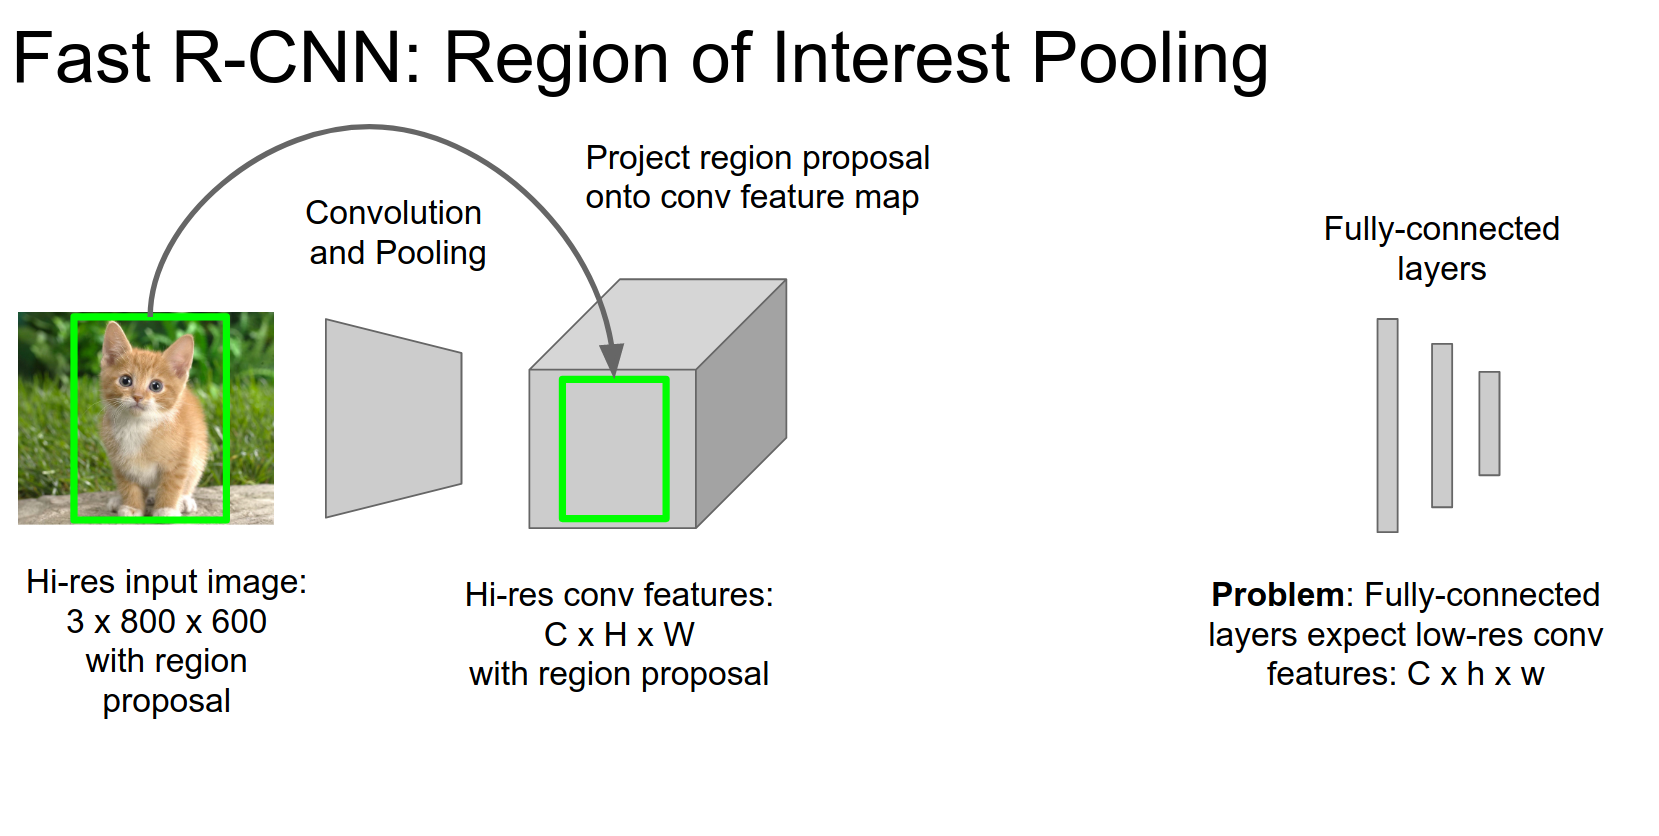 Fast R-CNN: Region of Interest Pooling
Project region proposal
onto conv feature map
Convolution
and Pooling
Fully-connected
layers
Hi-res input image:
3 x 800 x 600
with region
proposal
Hi-res conv features:
C x H x W
with region proposal
Problem: Fully-connected
layers expect low-res conv
features: C x h x w